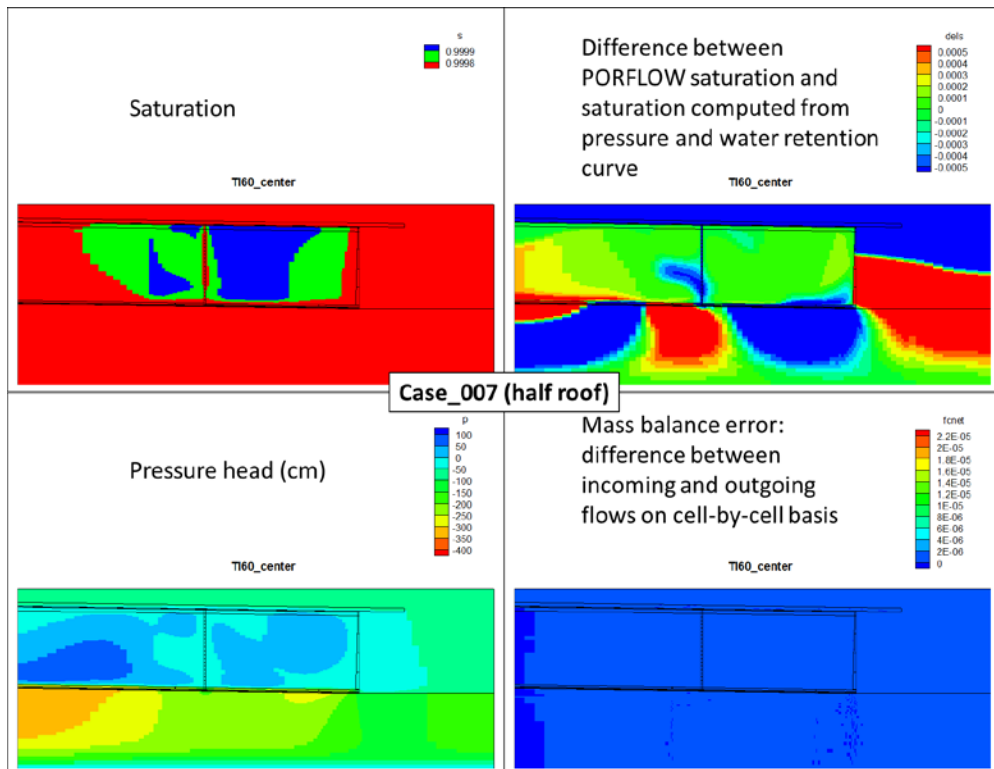 s
0.9999
0.9998
Saturation
TI60_center
Difference between
PORFLOW saturation and
saturation computed from
pressure and water retention
curve
dels
0.0005
0.0004
0.0003
0.0002
0.0001
0
-0.0001
-0.0002
-0.0004
-0.0005
TI60_center
Case_007 (half roof)
p
100
50
0
-50
-100
-150
-200
-250
-300
-350
-400
Pressure head (cm)
TI60_center
Mass balance error:
difference between
incoming and outgoing
flows on cell-by-cell basis
fcnet
2.2E-05
2E-05
1.8E-05
1.6E-05
1.4E-05
1.2E-05
1E-05
8E-06
6E-06
4E-06
2E-06
0
TI60_center